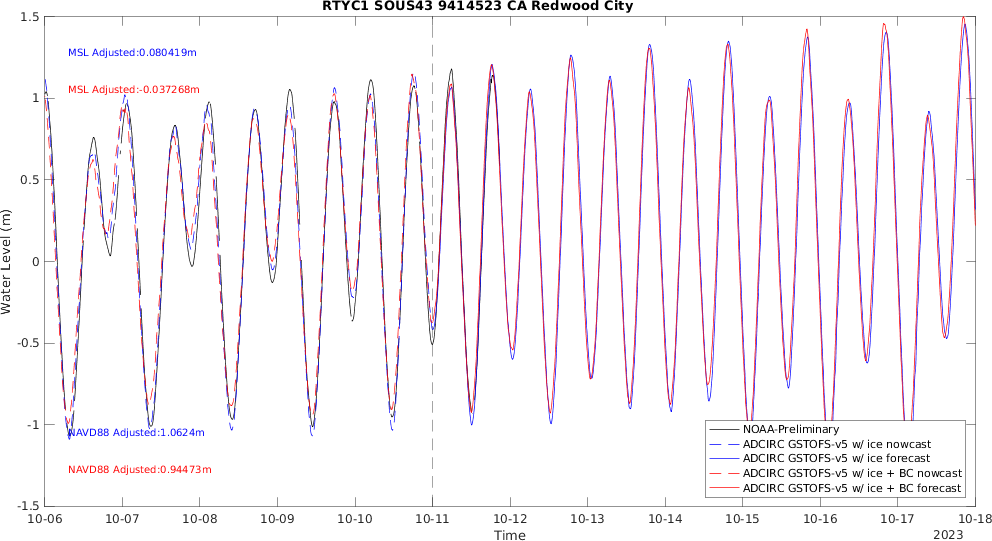 RTYC1 SOUS43 9414523 CA Redwood City
1.5
1
0.5
0
-0.5
-1
-1.5
Water Level (m)
MSL Adjusted:0.080419m
MSL Adjusted:-0.037268m
NAVD88 Adjusted:1.0624m
NAVD88 Adjusted:0.94473m
NOAA-Preliminary
ADCIRC GSTOFS-v5 w/ ice nowcast
ADCIRC GSTOFS-v5 w/ ice forecast
ADCIRC GSTOFS-v5 w/ ice + BC nowcast
ADCIRC GSTOFS-v5 w/ ice + BC forecast
10-06 10-07 10-08 10-09 10-10 10-11 10-12 10-13 10-14 10-15 10-16 10-17 10-18
Time
2023